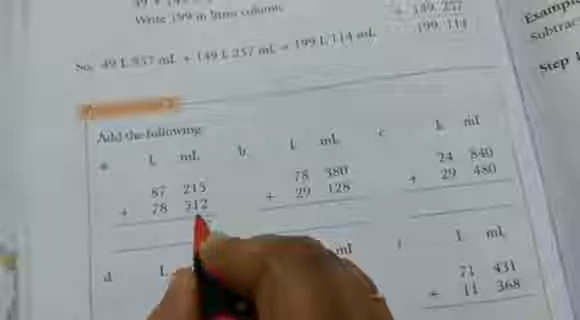 Write 199 in litres column.
+ 149 257
199 114
So, 49 L 857 mL + 149 L 257 mL = 199 L 114 mL
Subtrac
Step 1
Add the following:
a L mL b L mL c L mL
87 215 78 380 24 840
+ 78 312 + 29 128 + 29 480
d L mL f L mL
71 431
+ 11 368